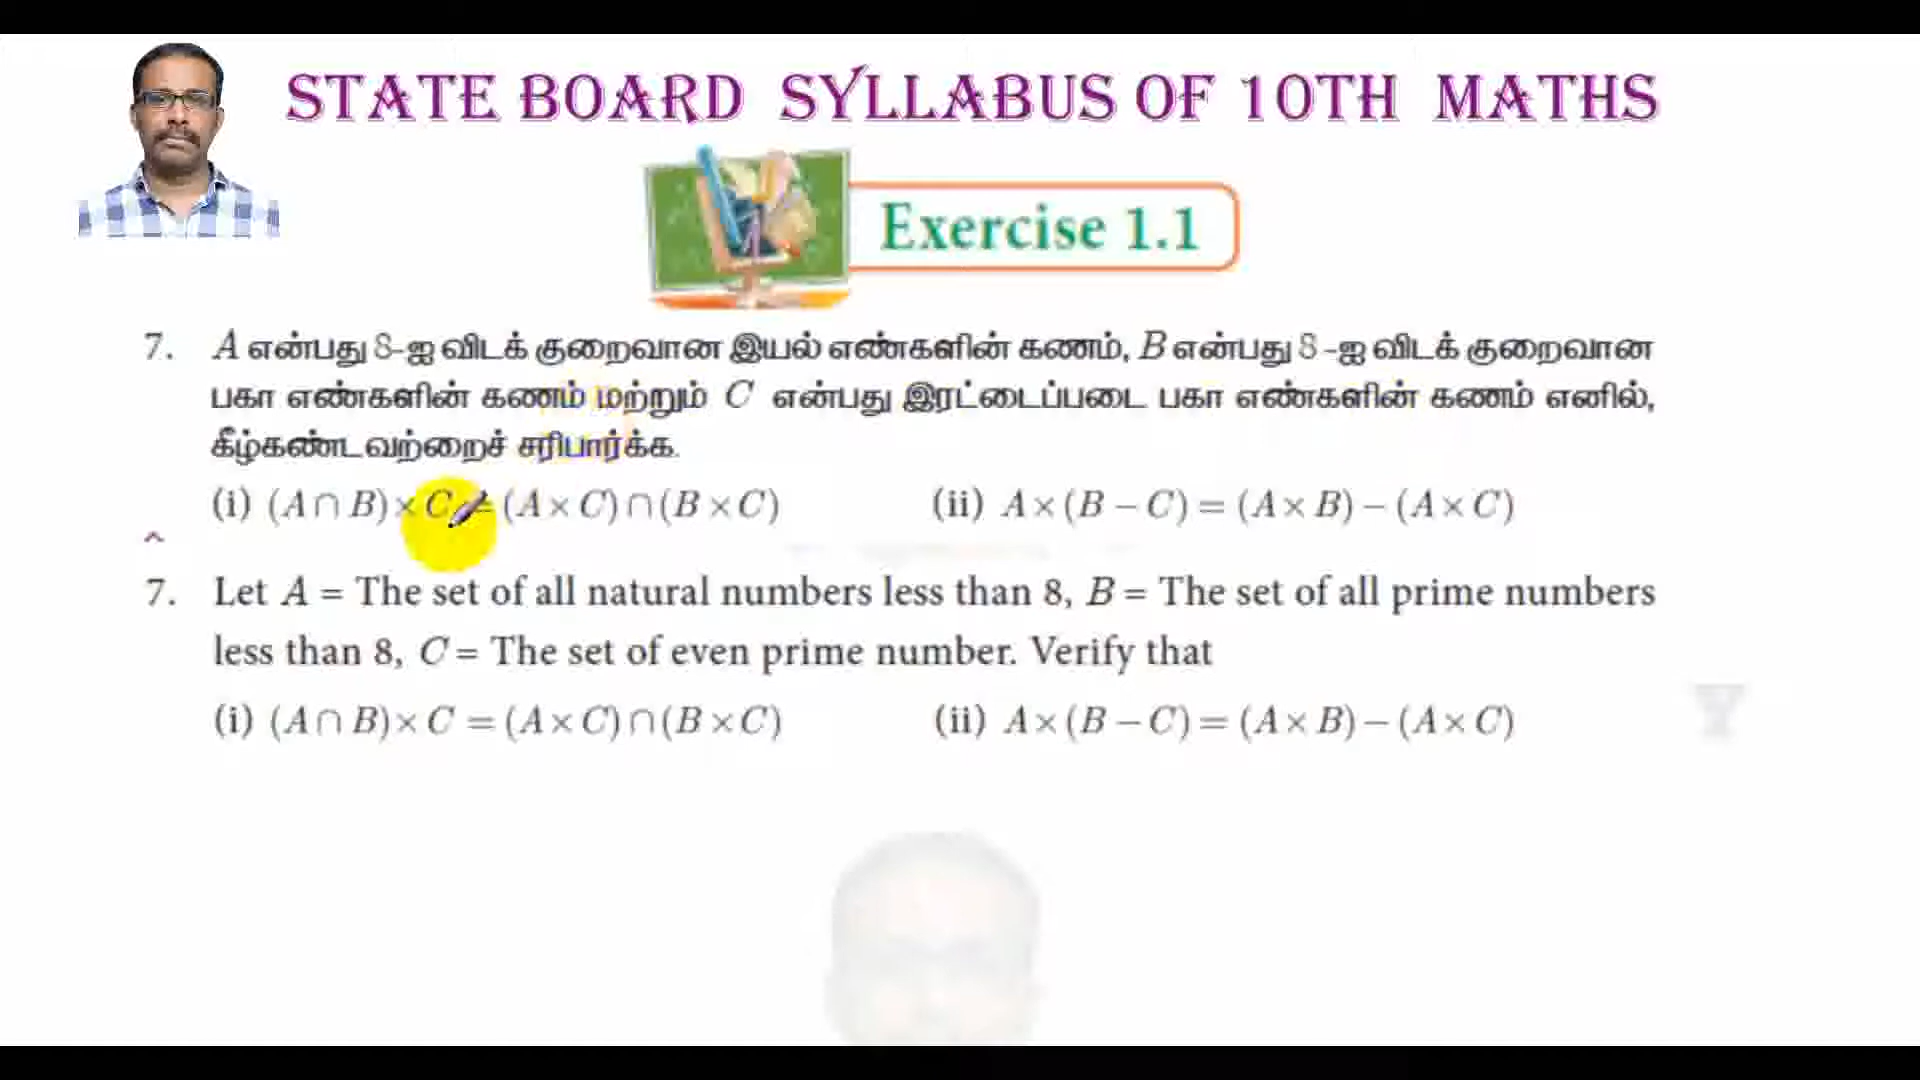 STATE BOARD SYLLABUS OF 10TH MATHS
Exercise 1.1
7. A என்பது 8-ஐ விடக் குறைவான இயல் எண்களின் கணம், B என்பது 8 -ஐ விடக் குறைவான
பகா எண்களின் கணம் மற்றும் C என்பது இரட்டைப்படை பகா எண்களின் கணம் எனில்,
கீழ்கண்டவற்றைச் சரிபார்க்க.
(i) (A ∩ B) × C = (A × C) ∩ (B × C) (ii) A × (B − C) = (A × B) − (A × C)
7. Let A = The set of all natural numbers less than 8, B = The set of all prime numbers
less than 8, C = The set of even prime number. Verify that
(i) (A ∩ B) × C = (A × C) ∩ (B × C) (ii) A × (B − C) = (A × B) − (A × C)